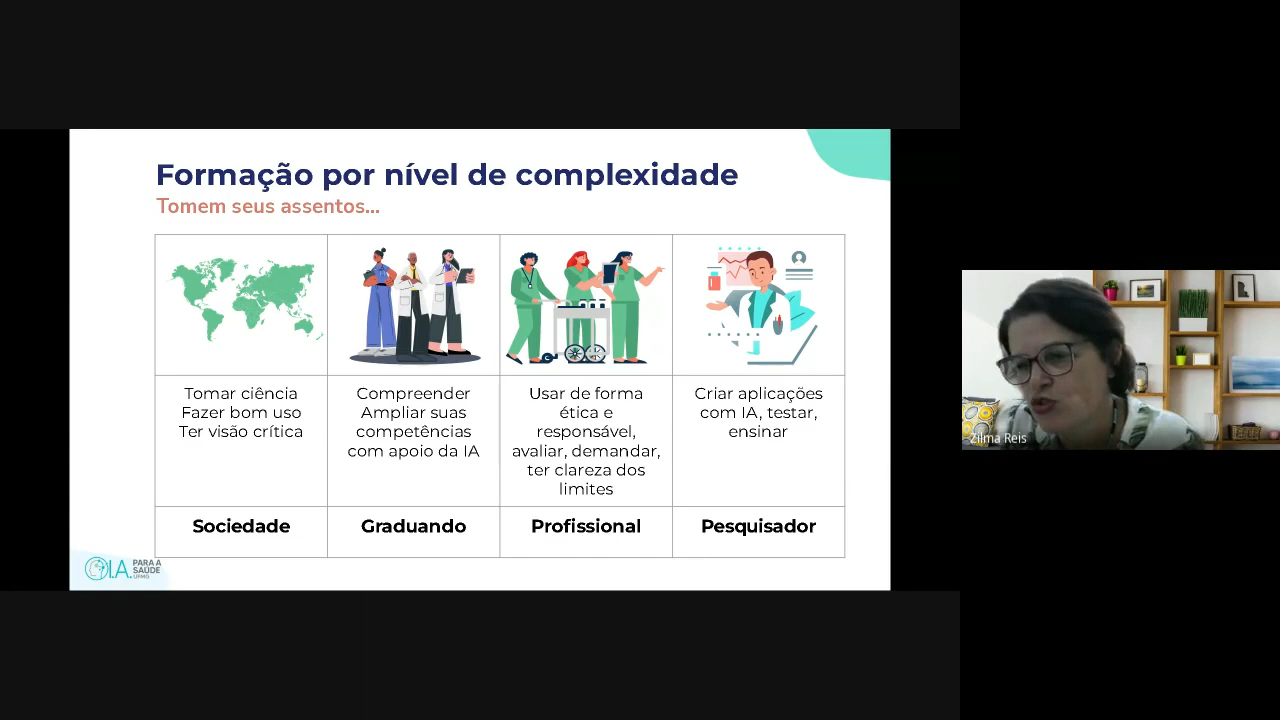 Formação por nível de complexidade
Tomem seus assentos...
Tomar ciência
Fazer bom uso
Ter visão crítica
Compreender
Ampliar suas
competências
com apoio da IA
Usar de forma
ética e
responsável,
avaliar, demandar,
ter clareza dos
limites
Criar aplicações
com IA, testar,
ensinar
Sociedade
Graduando
Profissional
Pesquisador
I.A. PARA A
SAÚDE
UFMG
Zilma Reis